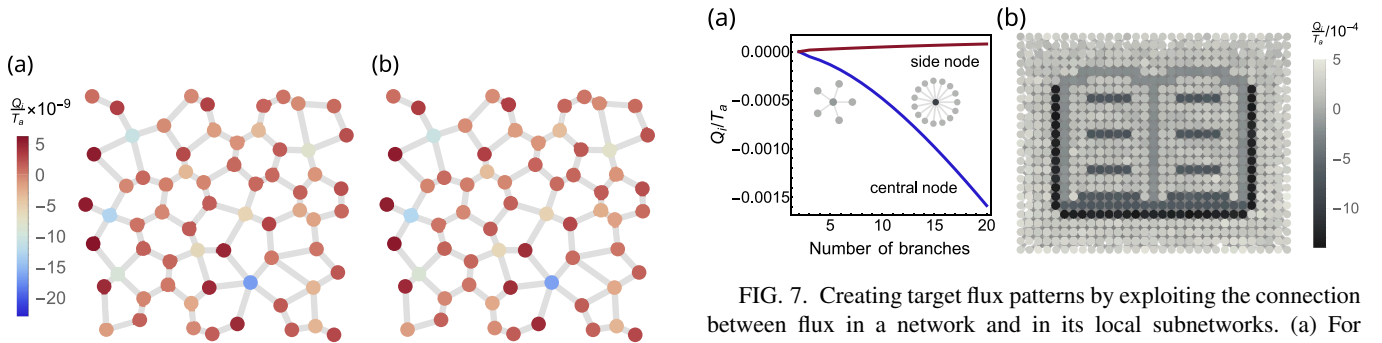 (a)
(b)
Q_i/T_a ×10^{-9}
5
0
−5
−10
−15
−20
(a)
0.0000
−0.0005
−0.0010
−0.0015
Q_i/T_a
side node
central node
5
10
15
20
Number of branches
(b)
Q_i/T_a /10^{-4}
5
0
−5
−10
FIG. 7. Creating target flux patterns by exploiting the connection
between flux in a network and in its local subnetworks. (a) For